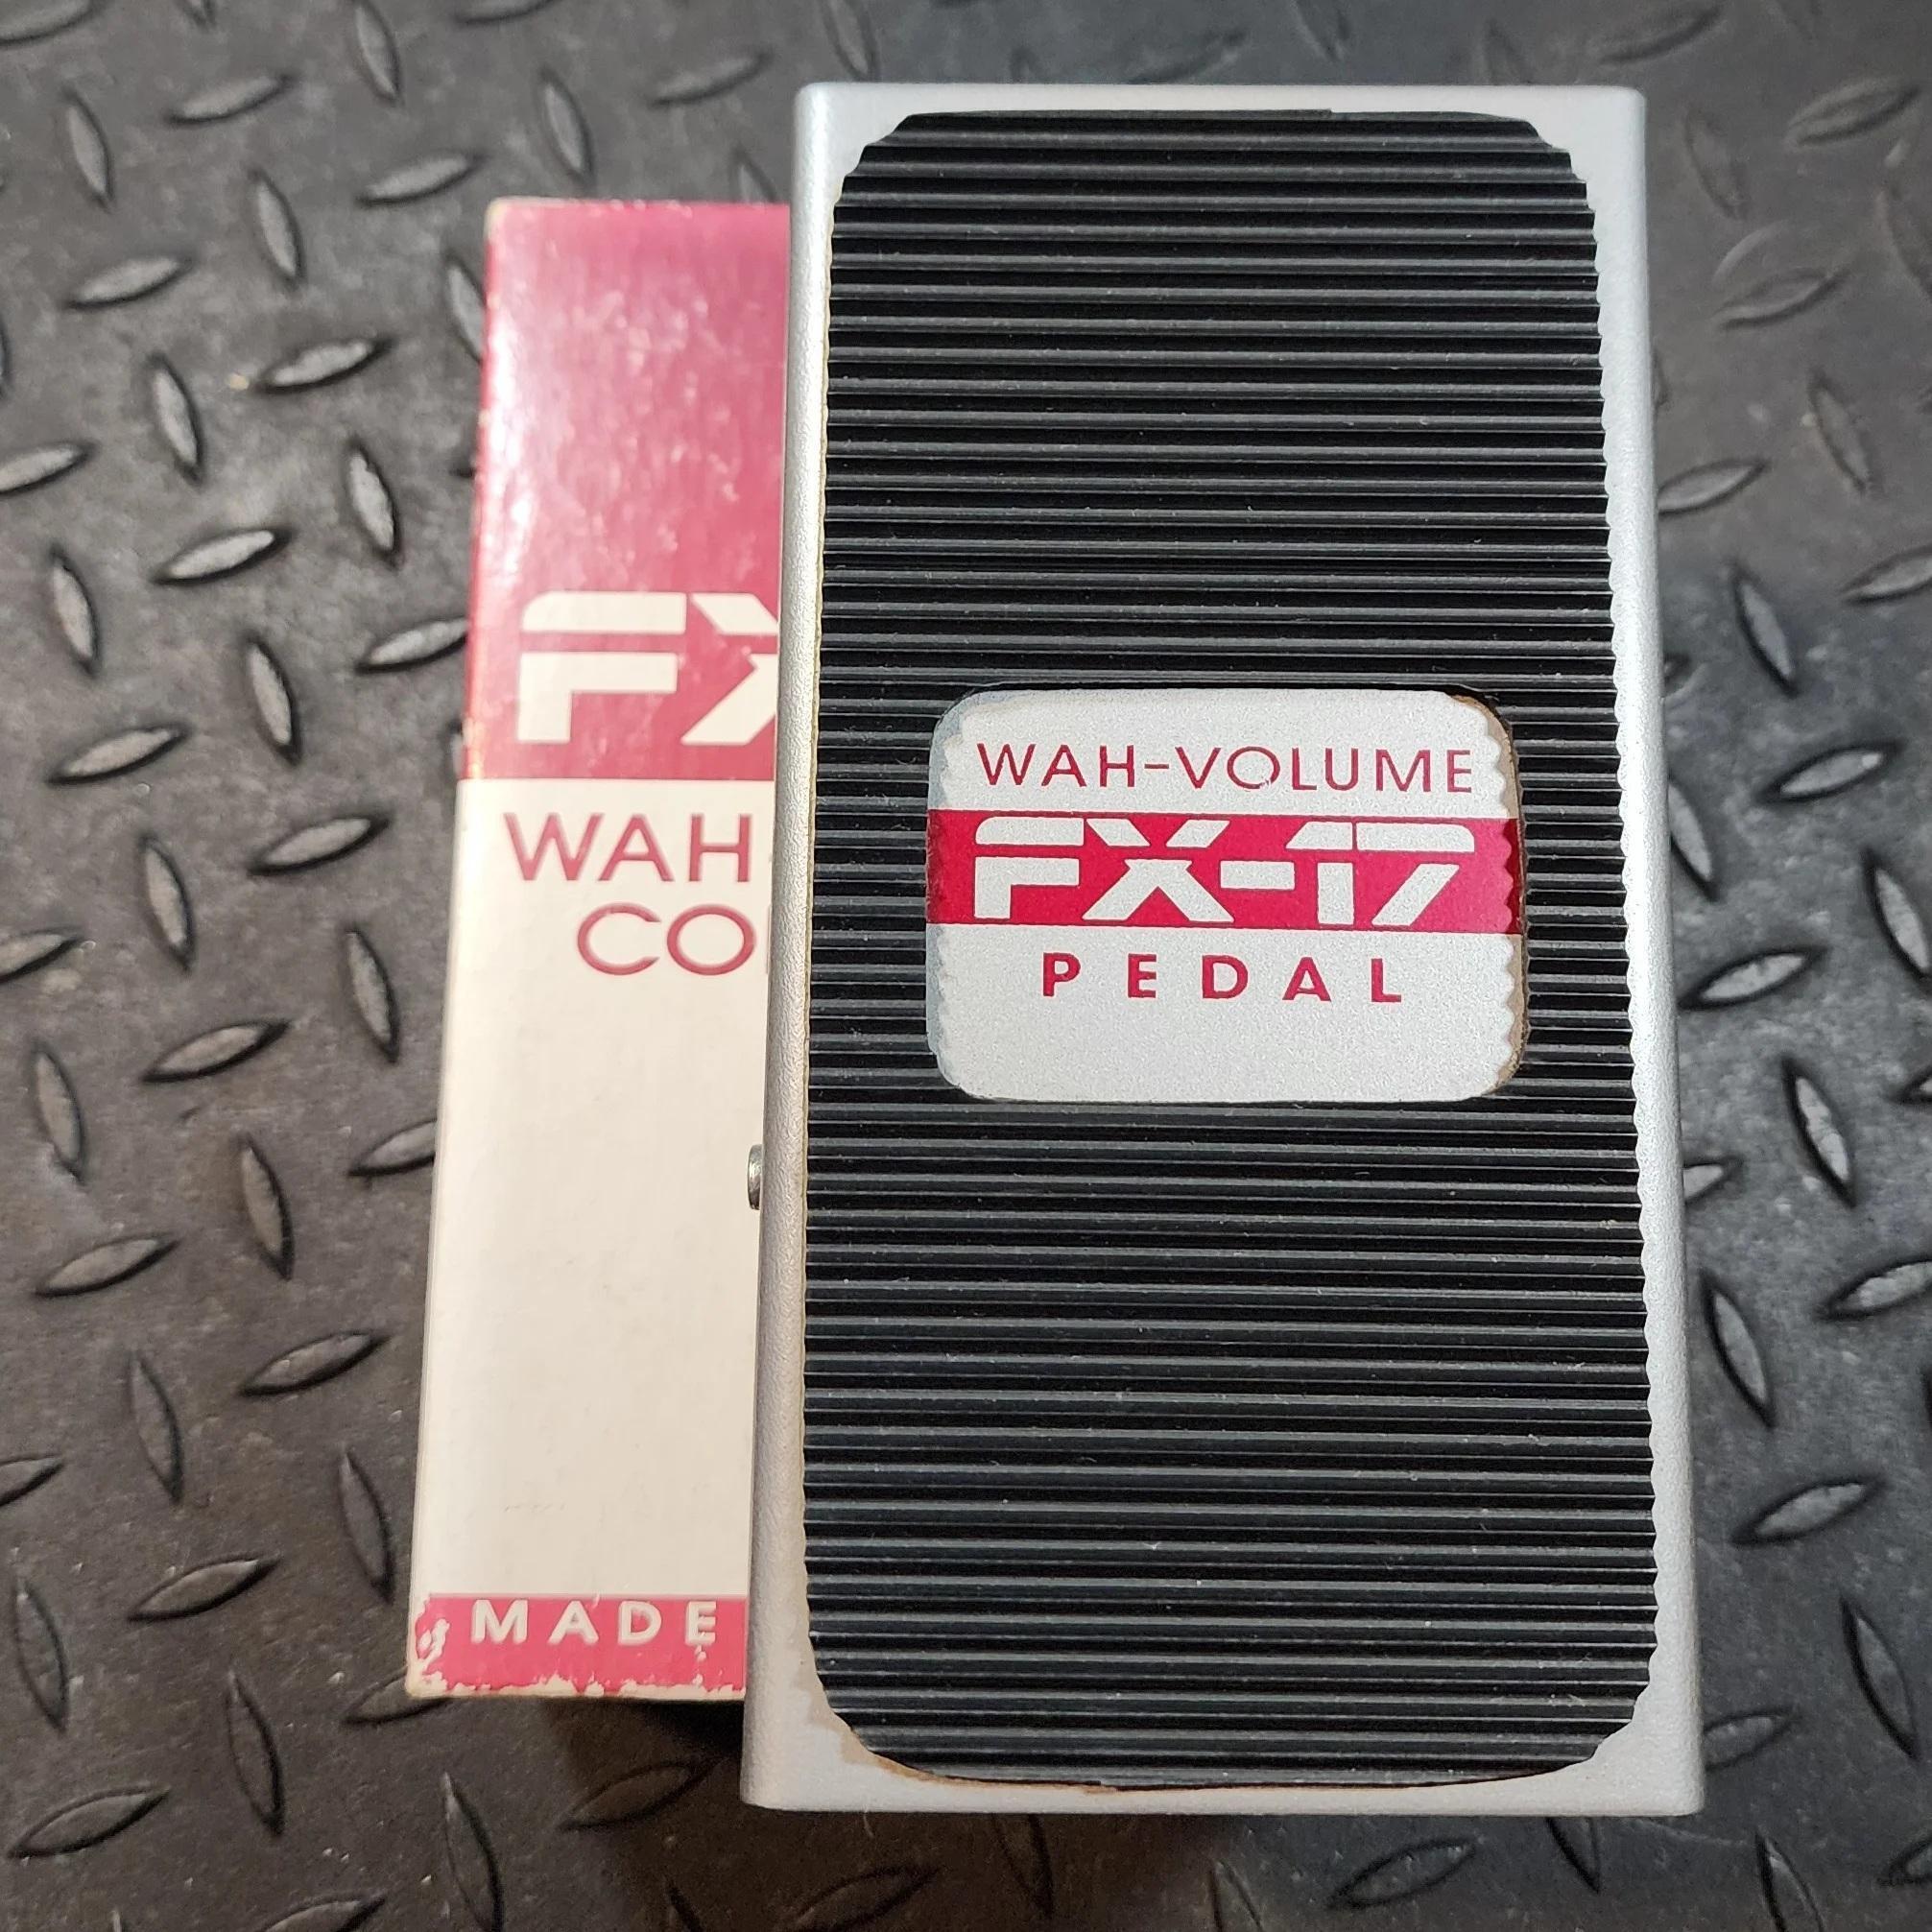 FX
WAH
CO
MADE
WAH-VOLUME
FX-17
PEDAL